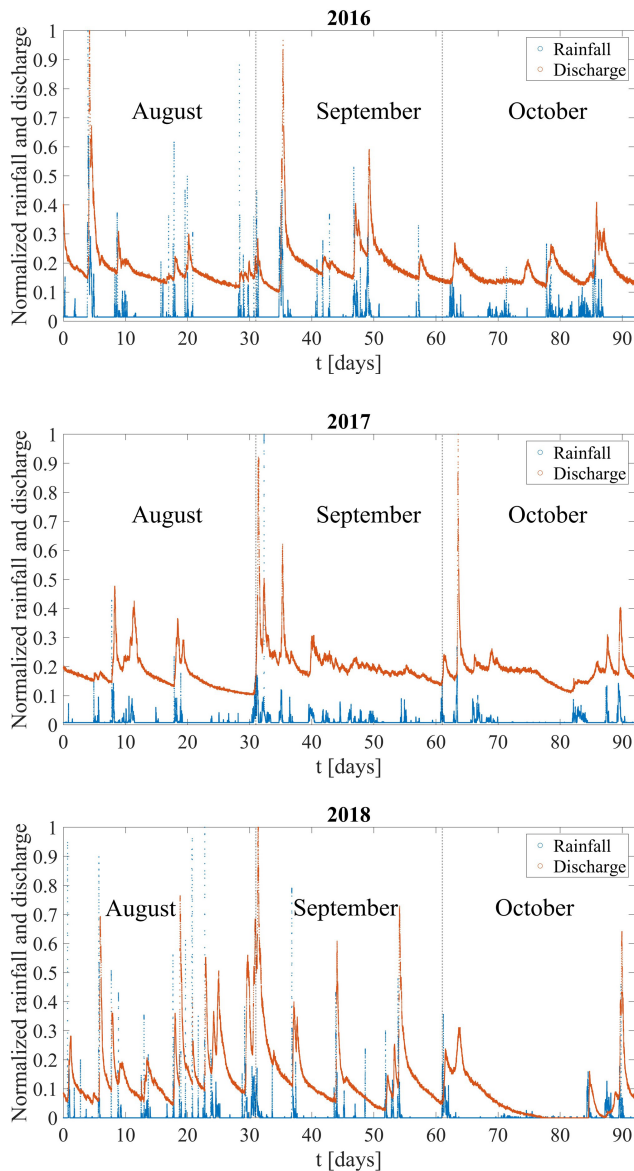 2016
Normalized rainfall and discharge
1
0.9
0.8
0.7
0.6
0.5
0.4
0.3
0.2
0.1
0
Rainfall
Discharge
August September October
0 10 20 30 40 50 60 70 80 90
t [days]
2017
Normalized rainfall and discharge
1
0.9
0.8
0.7
0.6
0.5
0.4
0.3
0.2
0.1
0
Rainfall
Discharge
August September October
0 10 20 30 40 50 60 70 80 90
t [days]
2018
Normalized rainfall and discharge
1
0.9
0.8
0.7
0.6
0.5
0.4
0.3
0.2
0.1
0
Rainfall
Discharge
August September October
0 10 20 30 40 50 60 70 80 90
t [days]